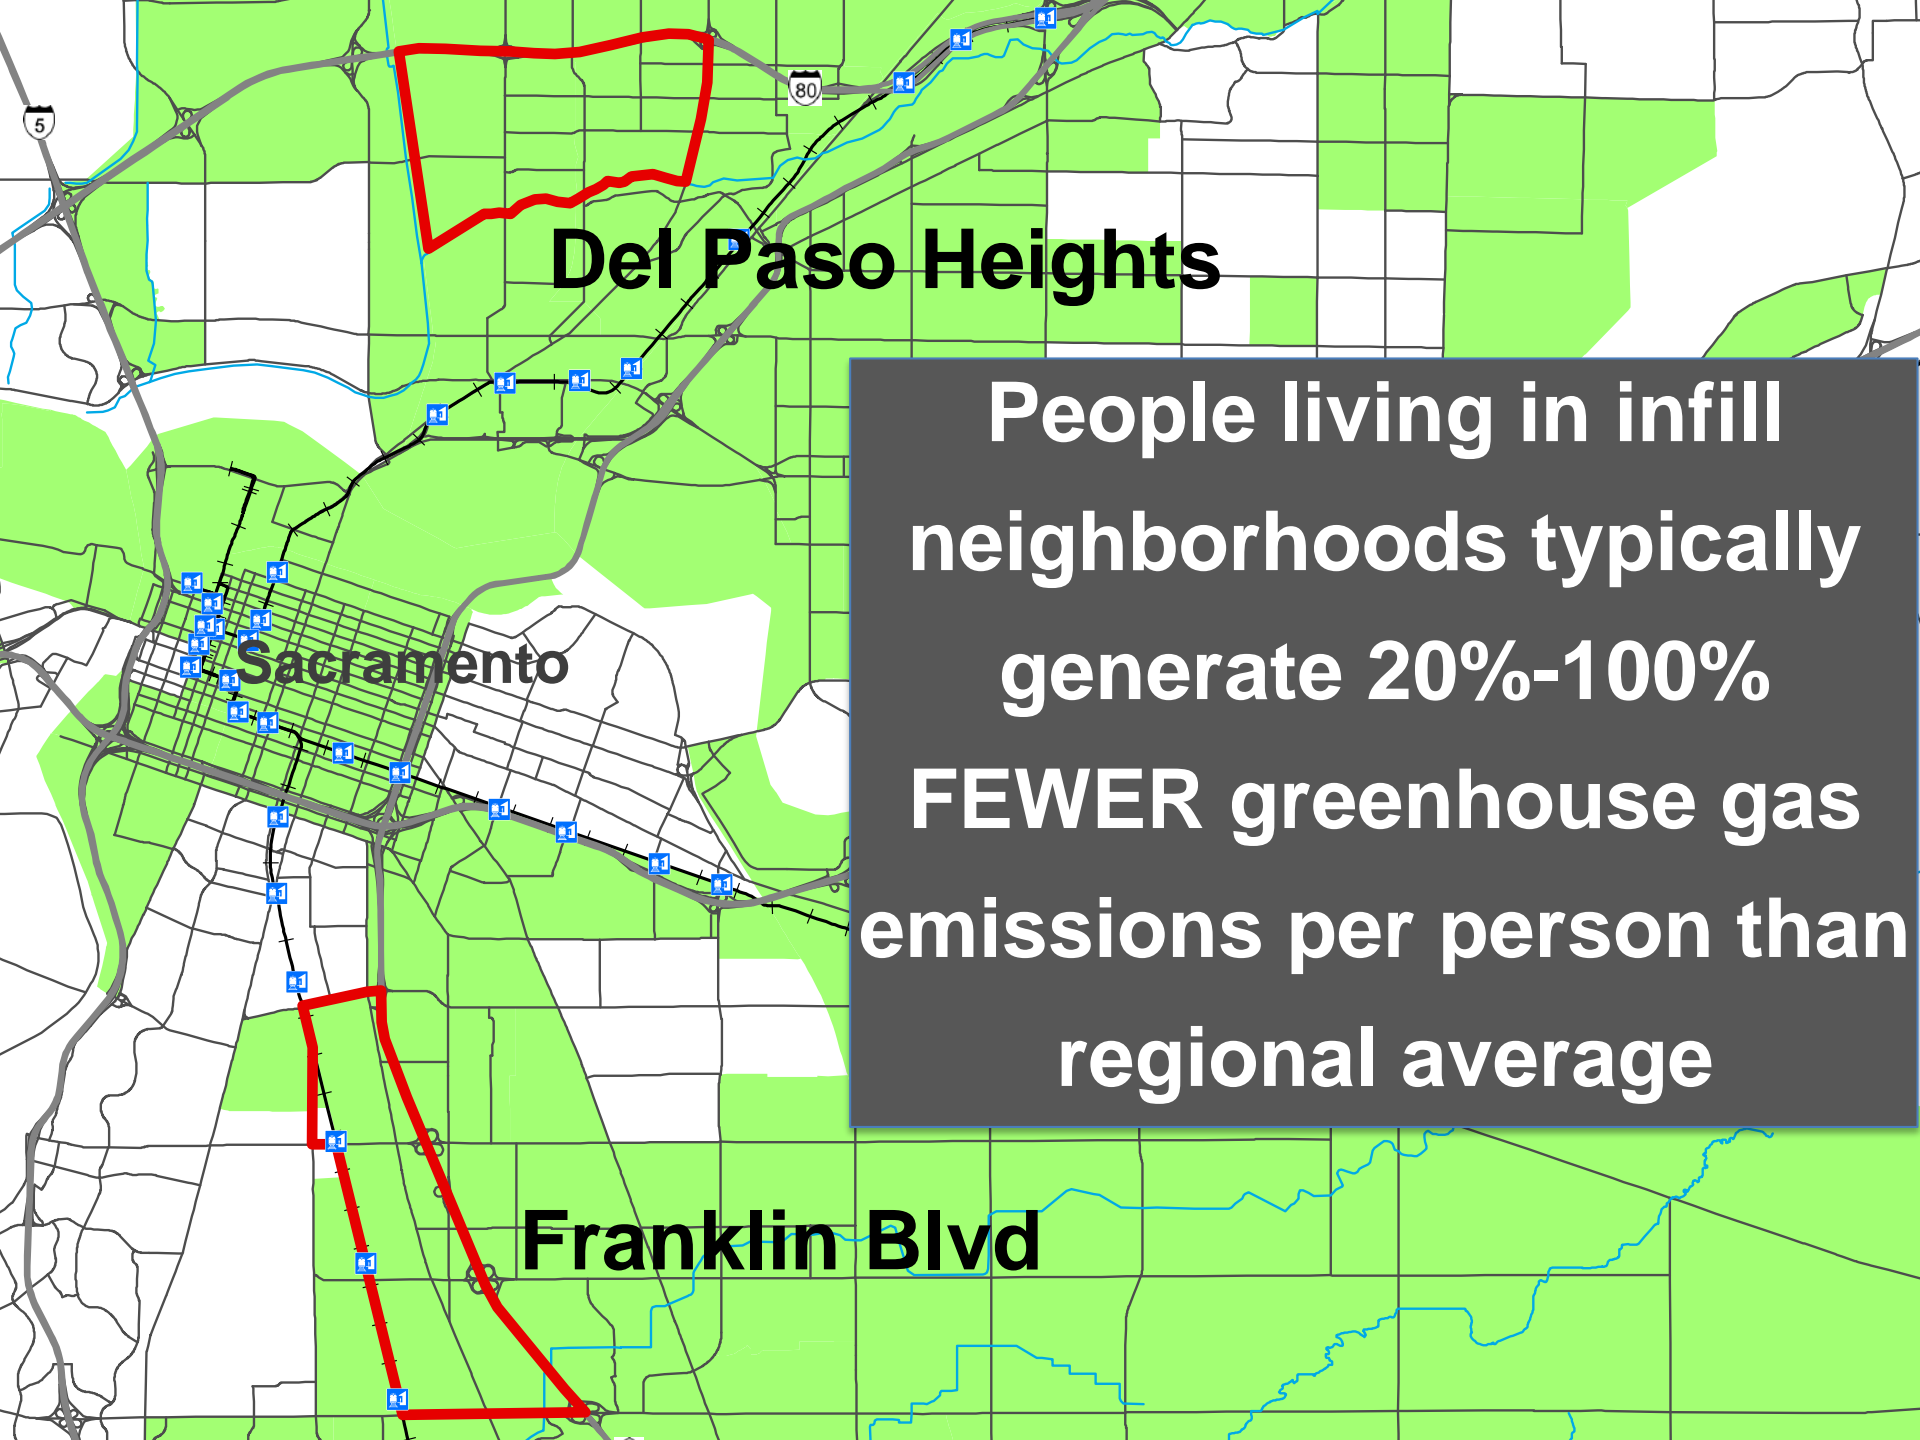 80
5
Del Paso Heights
People living in infill
neighborhoods typically
generate 20%-100%
FEWER greenhouse gas
emissions per person than
regional average
Sacramento
Franklin Blvd